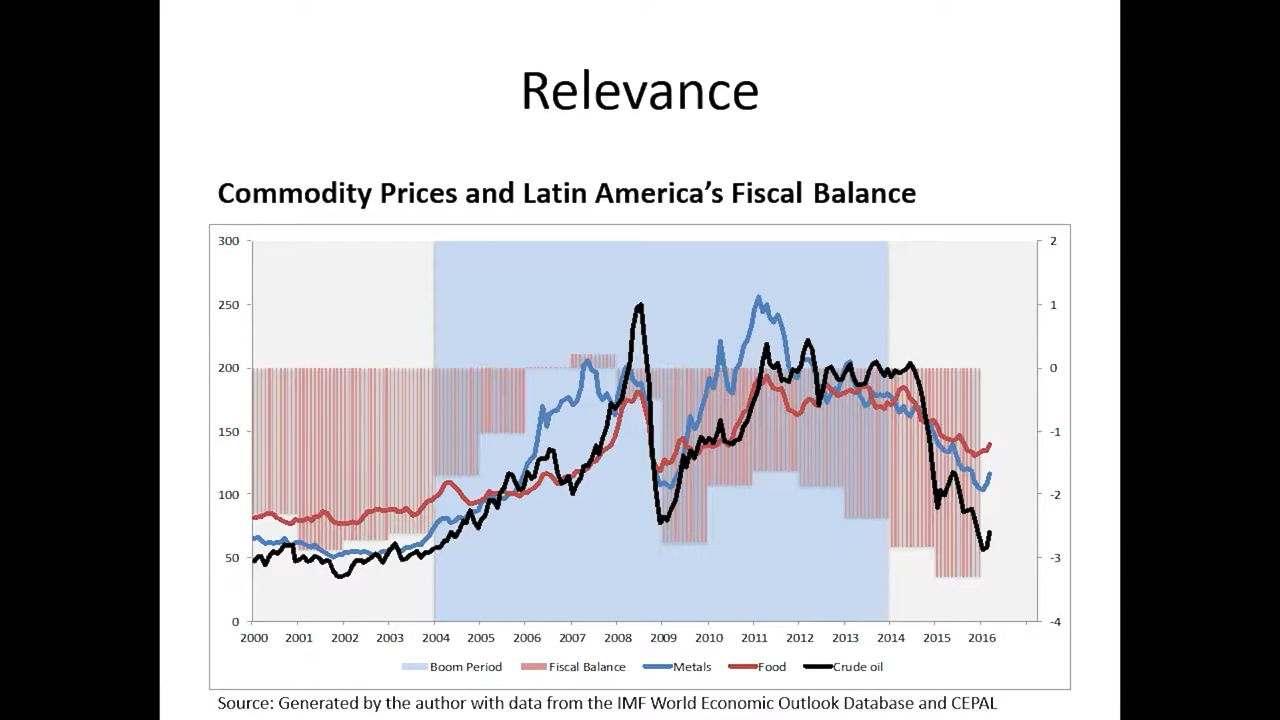 Relevance
Commodity Prices and Latin America’s Fiscal Balance
300
250
200
150
100
50
0
2
1
0
-1
-2
-3
-4
2000 2001 2002 2003 2004 2005 2006 2007 2008 2009 2010 2011 2012 2013 2014 2015 2016
Boom Period Fiscal Balance Metals Food Crude oil
Source: Generated by the author with data from the IMF World Economic Outlook Database and CEPAL